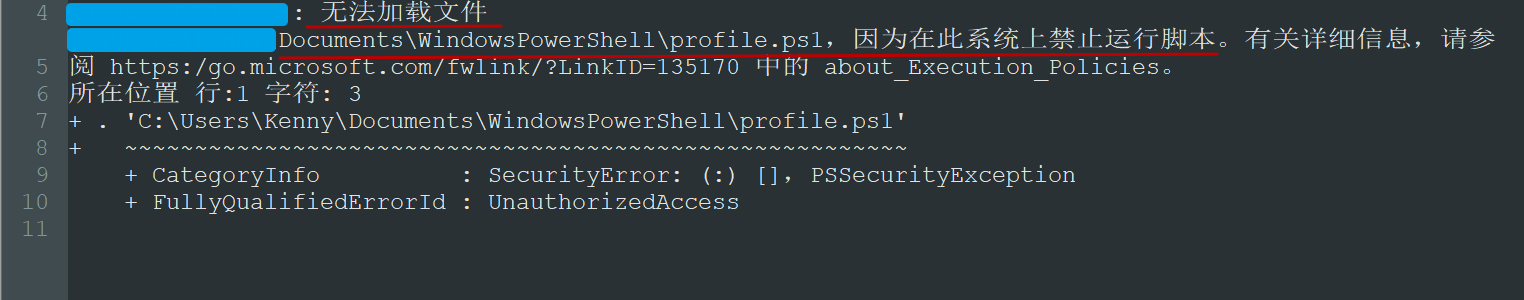 4 : 无法加载文件
Documents\WindowsPowerShell\profile.ps1，因为在此系统上禁止运行脚本。有关详细信息，请参
5 阅 https:/go.microsoft.com/fwlink/?LinkID=135170 中的 about_Execution_Policies。
6 所在位置 行:1 字符: 3
7 + . 'C:\Users\Kenny\Documents\WindowsPowerShell\profile.ps1'
8 +   ~~~~~~~~~~~~~~~~~~~~~~~~~~~~~~~~~~~~~~~~~~~~~~~~~~~~~~~~
9     + CategoryInfo          : SecurityError: (:) []，PSSecurityException
10     + FullyQualifiedErrorId : UnauthorizedAccess
11